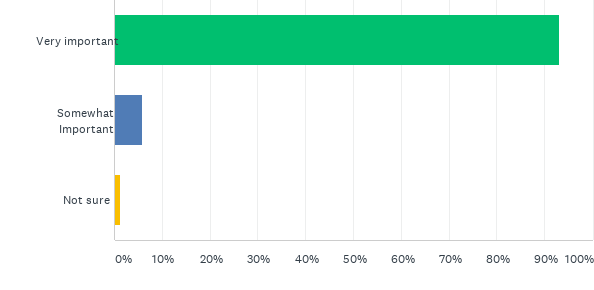 Very important
Somewhat
Important
Not sure
0% 10% 20% 30% 40% 50% 60% 70% 80% 90% 100%